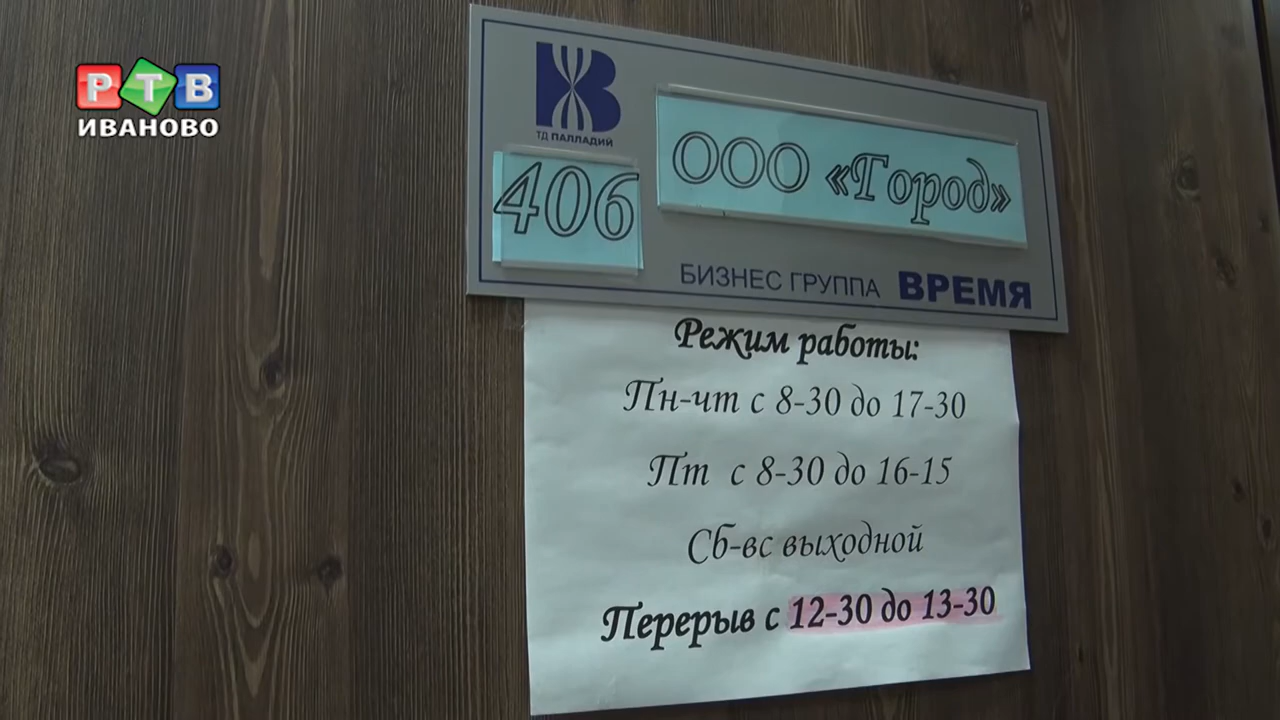 РТВ
ИВАНОВО
ТД ПАЛЛАДИЙ
406
ООО «Город»
БИЗНЕС ГРУППА ВРЕМЯ
Режим работы:
Пн-чт с 8-30 до 17-30
Пт с 8-30 до 16-15
Сб-вс выходной
Перерыв с 12-30 до 13-30